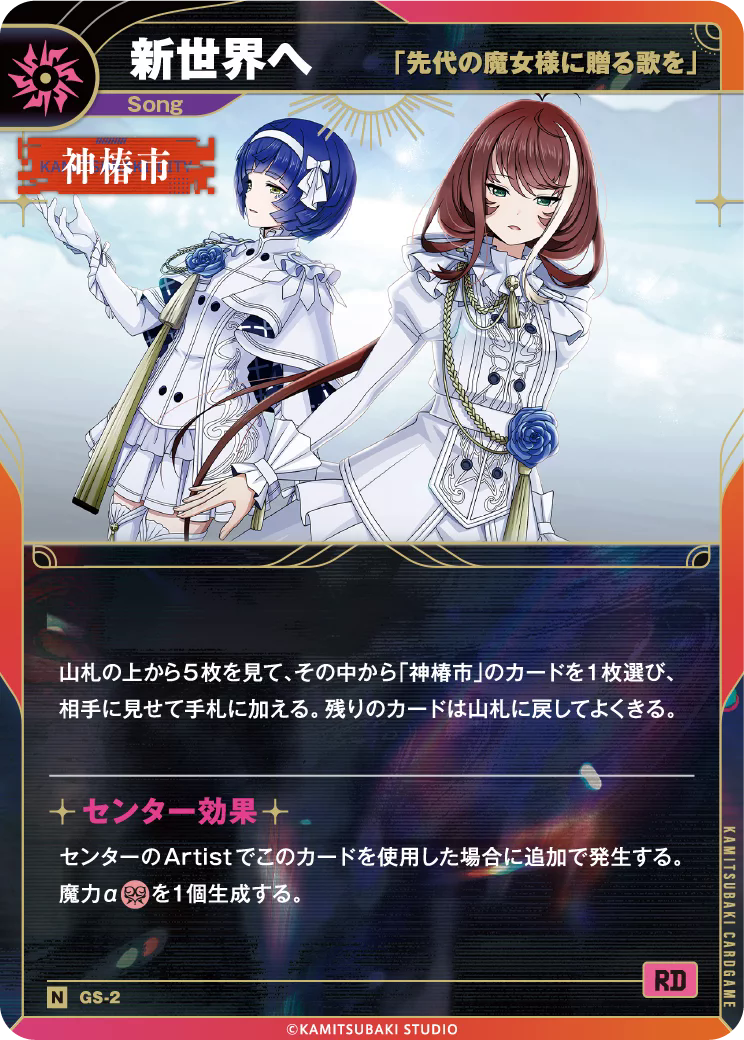 新世界へ
「先代の魔女様に贈る歌を」
Song
KAMITSUBAKI CITY
神椿市
山札の上から5枚を見て、その中から「神椿市」のカードを1枚選び、
相手に見せて手札に加える。残りのカードは山札に戻してよくきる。
センター効果
センターのArtistでこのカードを使用した場合に追加で発生する。
魔力αを1個生成する。
KAMITSUBAKI CARDGAME
RD
N GS-2
©KAMITSUBAKI STUDIO